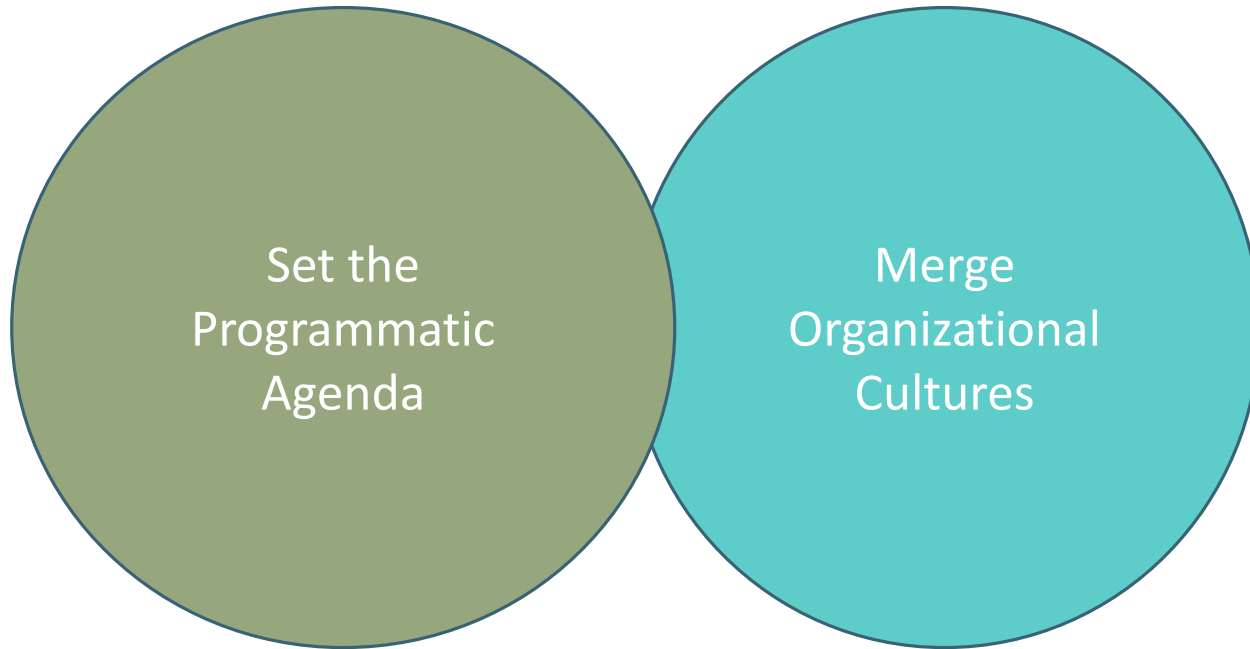 Set the
Programmatic
Agenda
Merge
Organizational
Cultures